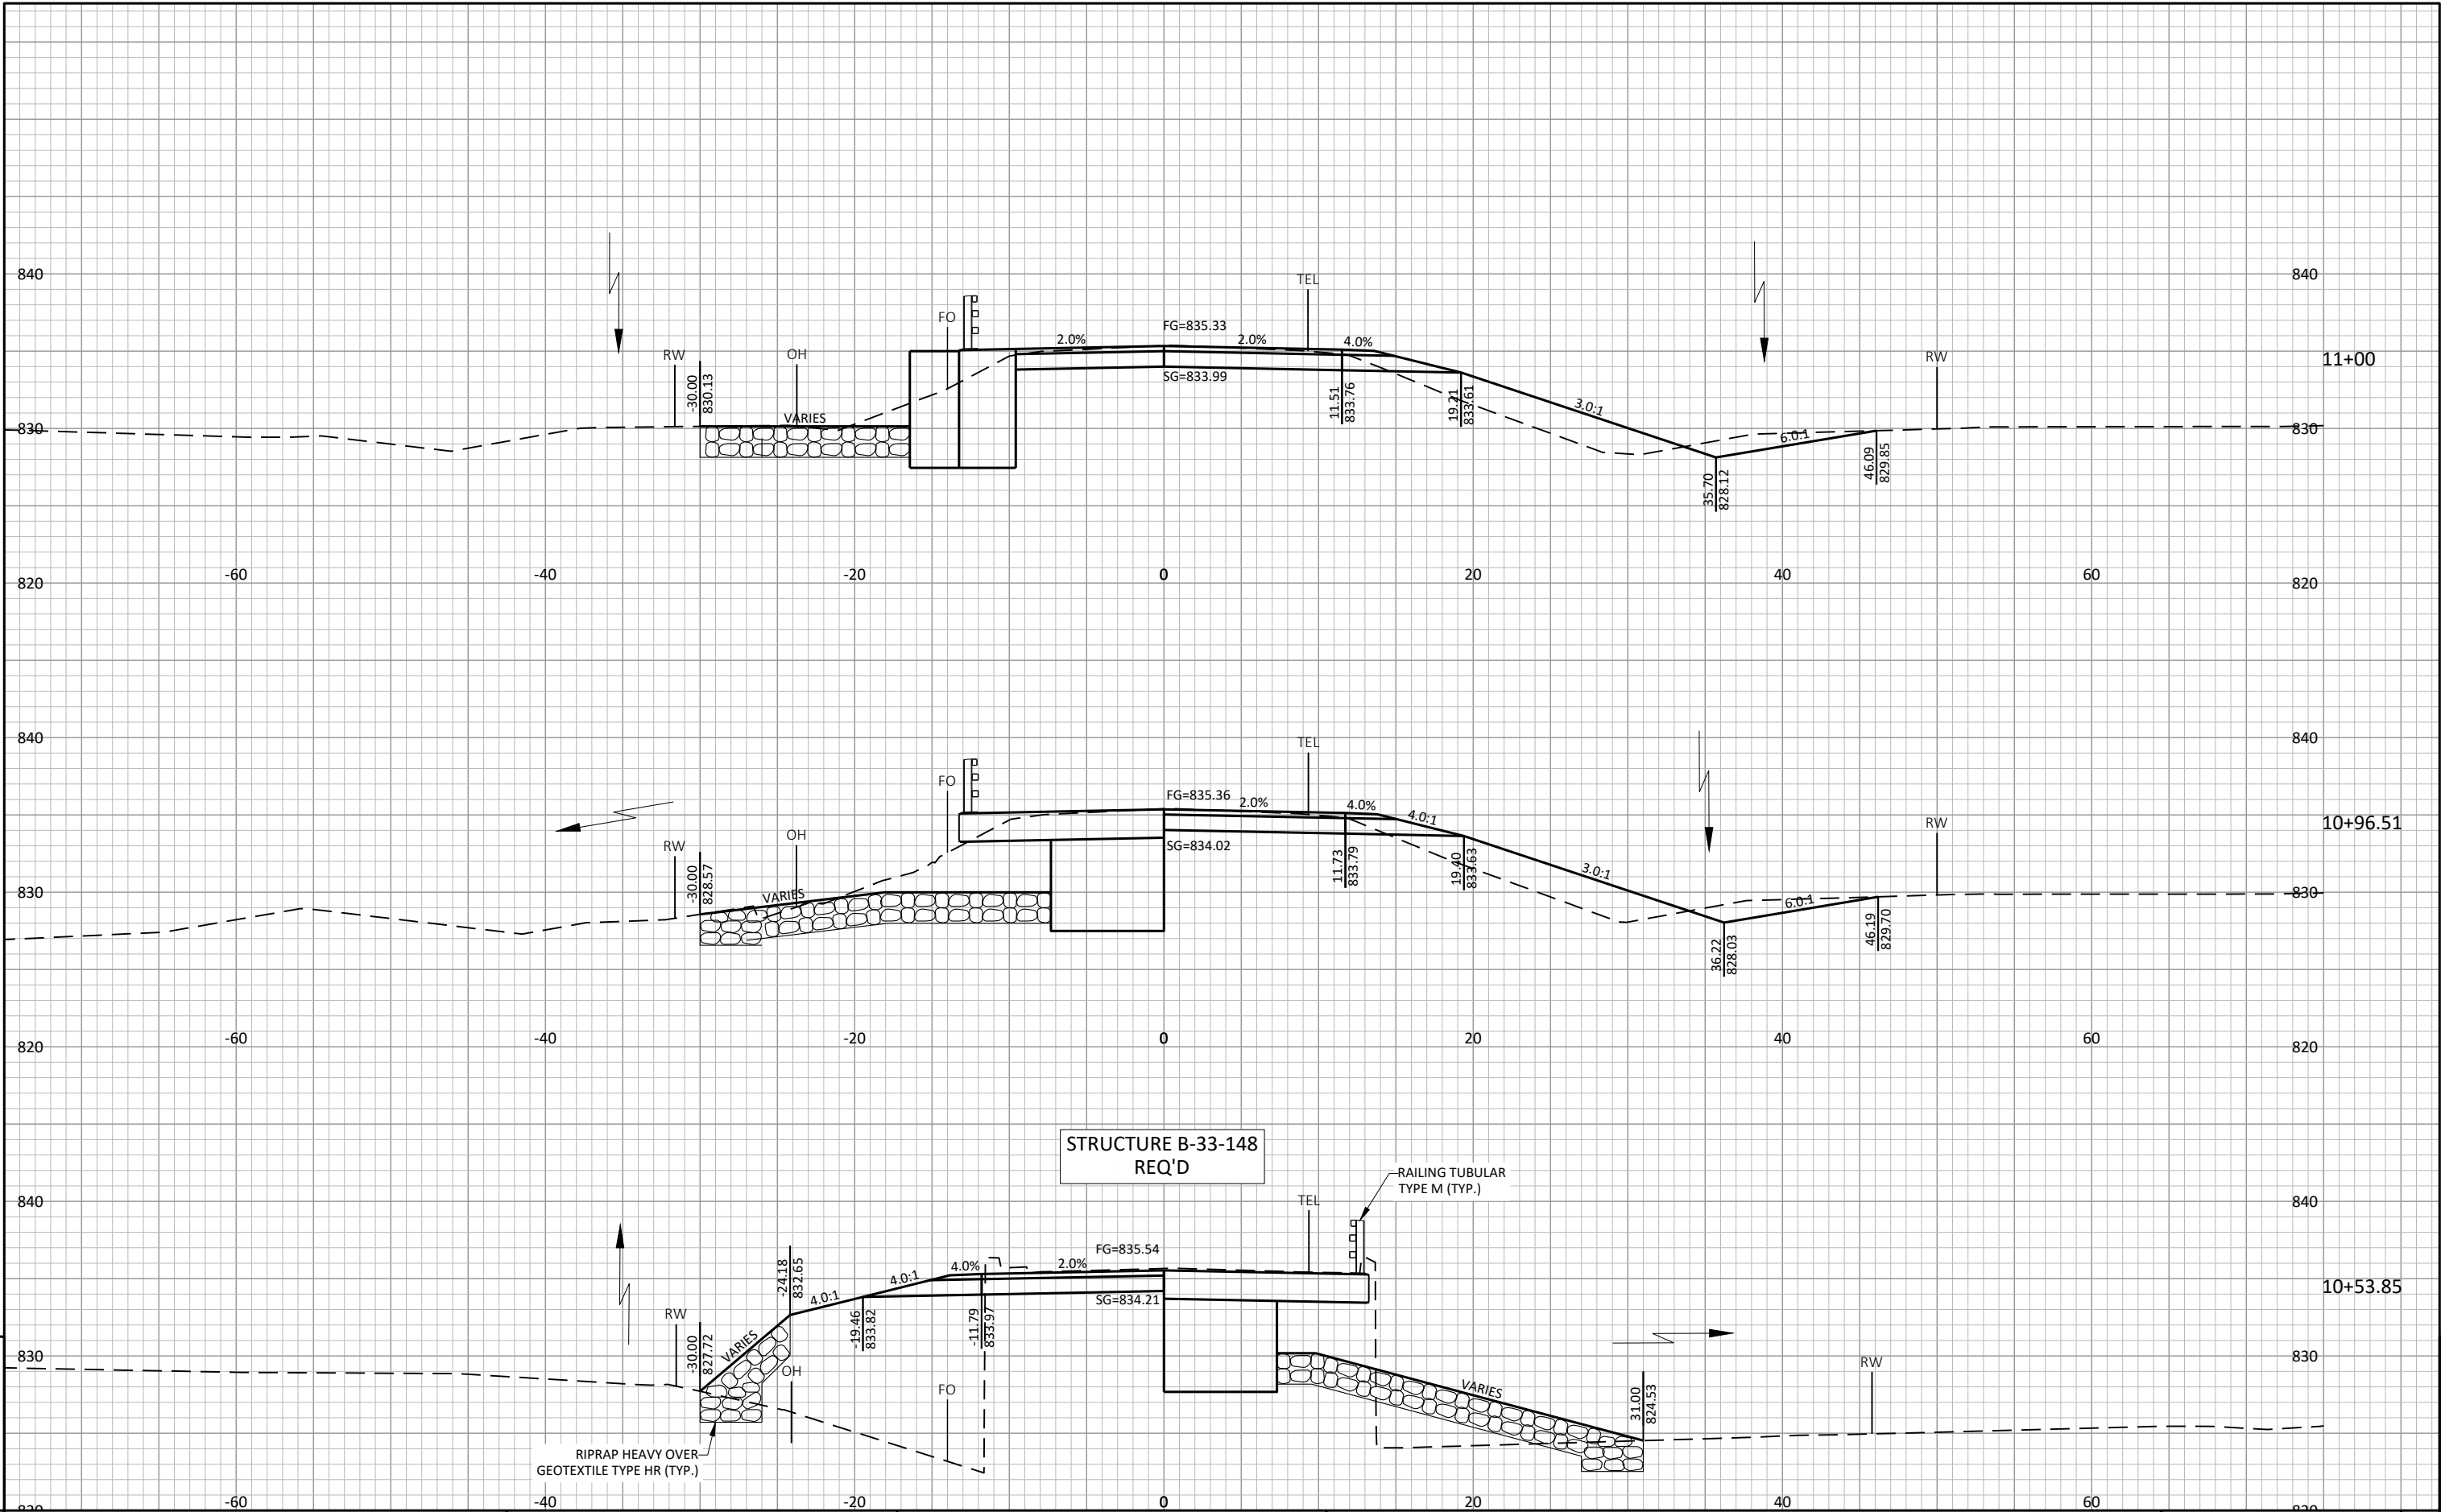 840
840
TEL
FO
FG=835.33
2.0%
2.0%
4.0%
RW
OH
RW
11+00
-30.00
830.13
SG=833.99
11.51
833.76
19.21
833.61
3.0:1
VARIES
830
830
6.0:1
35.70
828.12
46.09
829.85
-60
-40
-20
0
20
40
60
820
820
840
840
TEL
FO
FG=835.36
2.0%
4.0%
4.0:1
RW
OH
RW
10+96.51
-30.00
828.57
SG=834.02
11.73
833.79
19.40
833.63
3.0:1
VARIES
830
830
6.0:1
36.22
828.03
46.19
829.70
-60
-40
-20
0
20
40
60
820
820
STRUCTURE B-33-148
REQ'D
RAILING TUBULAR
TYPE M (TYP.)
840
840
TEL
FG=835.54
-24.18
832.65
4.0:1
4.0:1
4.0%
2.0%
10+53.85
SG=834.21
RW
-30.00
827.72
VARIES
-19.46
833.82
-11.79
833.97
830
830
OH
FO
VARIES
31.00
824.53
RW
RIPRAP HEAVY OVER
GEOTEXTILE TYPE HR (TYP.)
-60
-40
-20
0
20
40
60